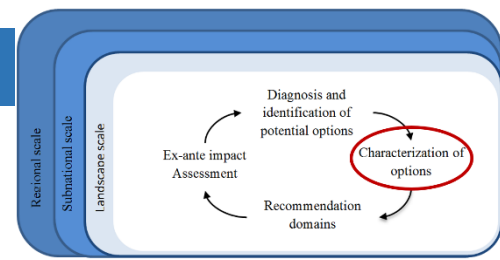 Regional scale
Subnational scale
Landscape scale
Diagnosis and
identification of
potential options
Characterization of
options
Recommendation
domains
Ex-ante impact
Assessment